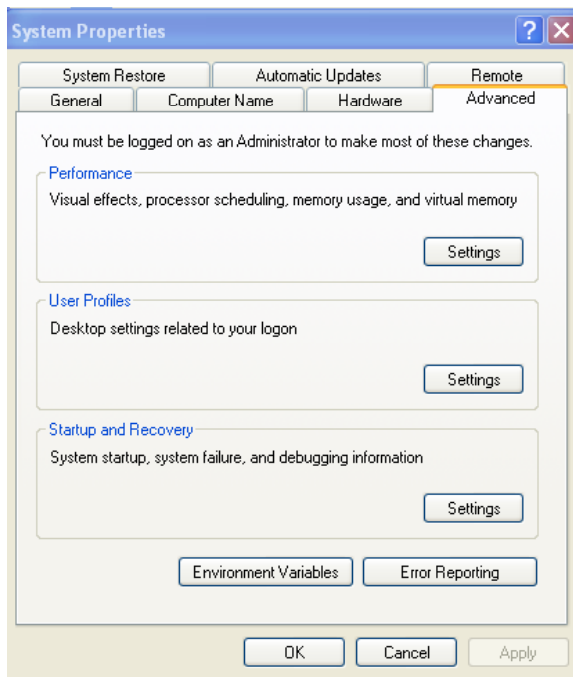 System Properties
System Restore Automatic Updates Remote
General Computer Name Hardware Advanced
You must be logged on as an Administrator to make most of these changes.
Performance
Visual effects, processor scheduling, memory usage, and virtual memory
Settings
User Profiles
Desktop settings related to your logon
Settings
Startup and Recovery
System startup, system failure, and debugging information
Settings
Environment Variables Error Reporting
OK Cancel Apply